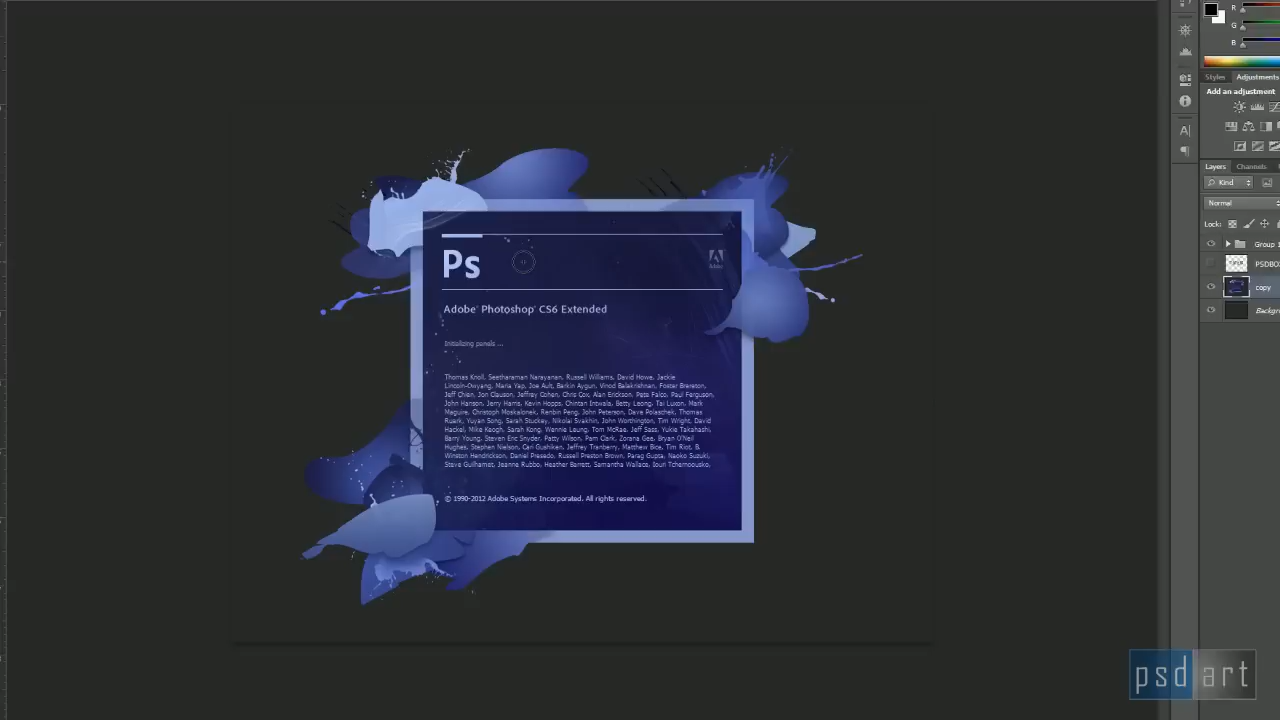 R
G
B
Styles
Adjustments
Add an adjustment
Layers
Channels
Kind
Normal
Lock:
Group 1
PSDBO
copy
Backgr
Ps
Adobe
Adobe® Photoshop® CS6 Extended
Initializing panels ...
Thomas Knoll, Seetharaman Narayanan, Russell Williams, David Howe, Jackie
Lincoln-Owyang, Maria Yap, Joe Ault, Barkin Aygun, Vinod Balakrishnan, Foster Brereton,
Jeff Chien, Jon Clauson, Jeffrey Cohen, Chris Cox, Alan Erickson, Pete Falco, Paul Ferguson,
John Hanson, Jerry Harris, Kevin Hopps, Chintan Intwala, Betty Leong, Tai Luxon, Mark
Maguire, Christoph Moskalonek, Renbin Peng, John Peterson, Dave Polaschek, Thomas
Ruark, Yuyan Song, Sarah Stuckey, Nikolai Svakhin, John Worthington, Tim Wright, David
Hackel, Mike Keogh, Sarah Kong, Wennie Leung, Tom McRae, Jeff Sass, Yukie Takahashi,
Barry Young, Steven Eric Snyder, Patty Wilson, Pam Clark, Zorana Gee, Bryan O'Neil
Hughes, Stephen Nielson, Cari Gushiken, Jeffrey Tranberry, Matthew Bice, Tim Riot, B.
Winston Hendrickson, Daniel Presedo, Russell Preston Brown, Parag Gupta, Naoko Suzuki,
Steve Guilhamet, Jeanne Rubbo, Heather Barrett, Samantha Wallace, Iouri Tchernoousko,
© 1990-2012 Adobe Systems Incorporated. All rights reserved.
psd art